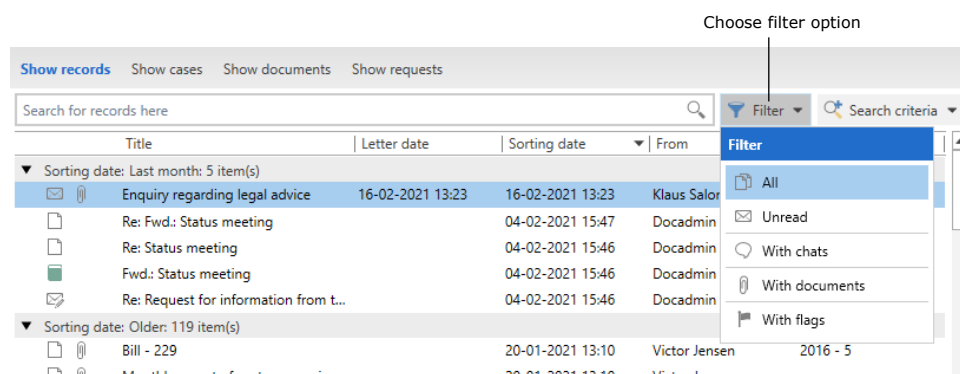 Choose filter option
Show records Show cases Show documents Show requests
Search for records here Filter Search criteria
Title Letter date Sorting date From Filter
Sorting date: Last month: 5 item(s)
All
Enquiry regarding legal advice 16-02-2021 13:23 16-02-2021 13:23 Klaus Salor
Unread
Re: Fwd.: Status meeting 04-02-2021 15:47 Docadmin
Re: Status meeting 04-02-2021 15:46 Docadmin With chats
Fwd.: Status meeting 04-02-2021 15:46 Docadmin
With documents
Re: Request for information from t... 04-02-2021 15:46 Docadmin
With flags
Sorting date: Older: 119 item(s)
Bill - 229 20-01-2021 13:10 Victor Jensen 2016 - 5